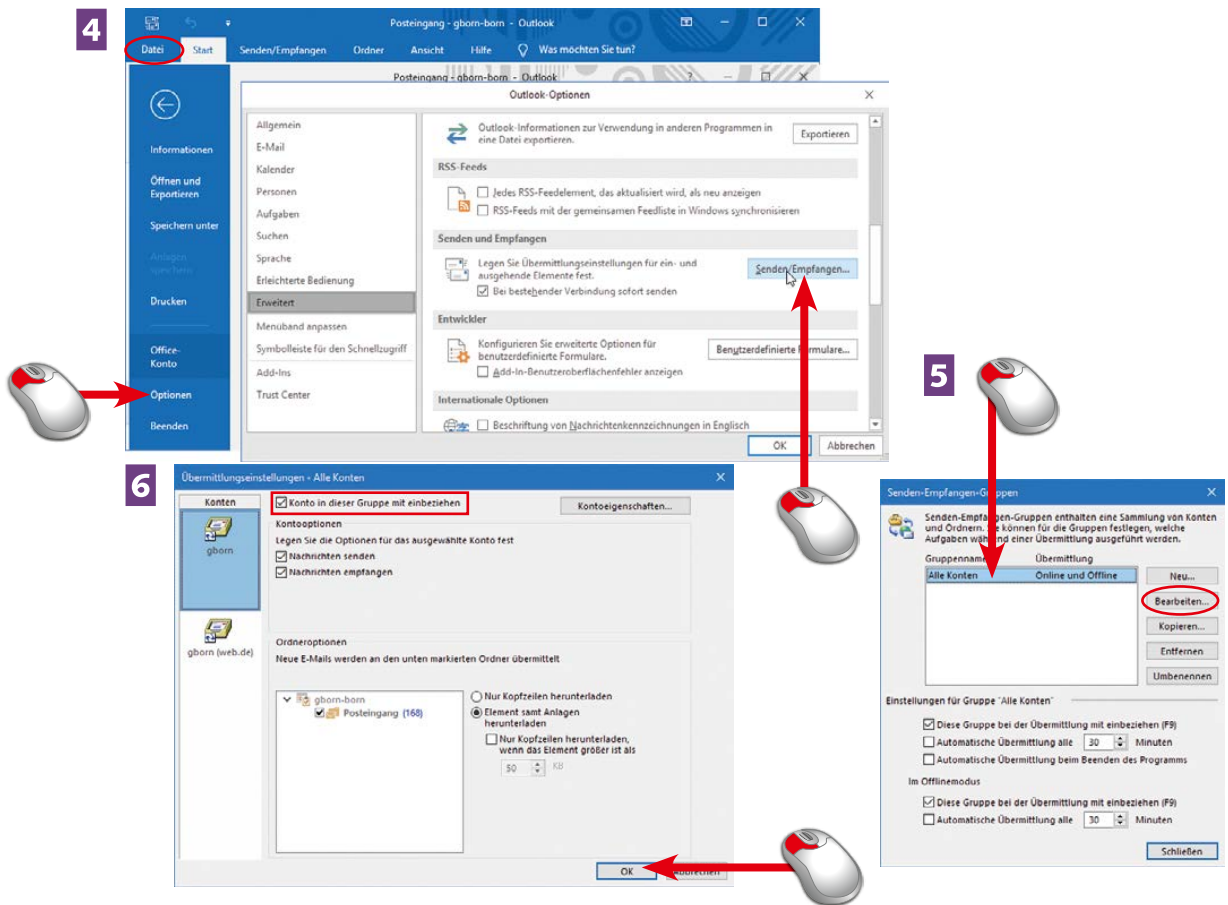 4
Posteingang - gborn-born - Outlook
Datei Start Senden/Empfangen Ordner Ansicht Hilfe Was möchten Sie tun?
Posteingang - gborn-born - Outlook
Informationen
Öffnen und
Exportieren
Speichern unter
Anlagen
speichern
Drucken
Office-
Konto
Optionen
Beenden
Outlook-Optionen
Allgemein
E-Mail
Kalender
Personen
Aufgaben
Suchen
Sprache
Erleichterte Bedienung
Erweitert
Menüband anpassen
Symbolleiste für den Schnellzugriff
Add-Ins
Trust Center
Outlook-Informationen zur Verwendung in anderen Programmen in
eine Datei exportieren.
Exportieren
RSS-Feeds
Jedes RSS-Feedelement, das aktualisiert wird, als neu anzeigen
RSS-Feeds mit der gemeinsamen Feedliste in Windows synchronisieren
Senden und Empfangen
Legen Sie Übermittlungseinstellungen für ein- und
ausgehende Elemente fest.
Senden/Empfangen...
Bei bestehender Verbindung sofort senden
Entwickler
Konfigurieren Sie erweiterte Optionen für
benutzerdefinierte Formulare.
Benutzerdefinierte Formulare...
Add-In-Benutzeroberflächenfehler anzeigen
Internationale Optionen
Beschriftung von Nachrichtenkennzeichnungen in Englisch
OK Abbrechen
5
Senden-Empfangen-Gruppen
Senden-Empfangen-Gruppen enthalten eine Sammlung von Konten
und Ordnern. Sie können für die Gruppen festlegen, welche
Aufgaben während einer Übermittlung ausgeführt werden.
Gruppenname Übermittlung
Alle Konten Online und Offline
Neu...
Bearbeiten...
Kopieren...
Entfernen
Umbenennen
Einstellungen für Gruppe "Alle Konten"
Diese Gruppe bei der Übermittlung mit einbeziehen (F9)
Automatische Übermittlung alle 30 Minuten
Automatische Übermittlung beim Beenden des Programms
Im Offlinemodus
Diese Gruppe bei der Übermittlung mit einbeziehen (F9)
Automatische Übermittlung alle 30 Minuten
Schließen
6
Übermittlungseinstellungen - Alle Konten
Konten
gborn
gborn (web.de)
Konto in dieser Gruppe mit einbeziehen
Kontoeigenschaften...
Kontooptionen
Legen Sie die Optionen für das ausgewählte Konto fest
Nachrichten senden
Nachrichten empfangen
Ordneroptionen
Neue E-Mails werden an den unten markierten Ordner übermittelt
gborn-born
Posteingang (168)
Nur Kopfzeilen herunterladen
Element samt Anlagen
herunterladen
Nur Kopfzeilen herunterladen,
wenn das Element größer ist als
50 KB
OK Abbrechen